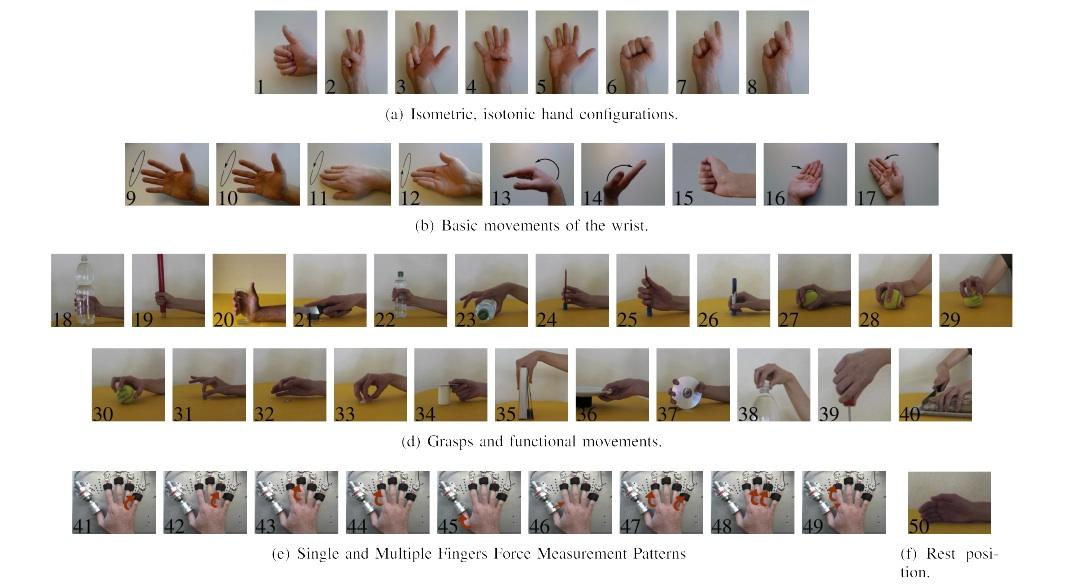 1 2 3 4 5 6 7 8
(a) Isometric, isotonic hand configurations.
9 10 11 12 13 14 15 16 17
(b) Basic movements of the wrist.
18 19 20 21 22 23 24 25 26 27 28 29
30 31 32 33 34 35 36 37 38 39 40
(d) Grasps and functional movements.
41 42 43 44 45 46 47 48 49 50
(e) Single and Multiple Fingers Force Measurement Patterns
(f) Rest posi-
tion.